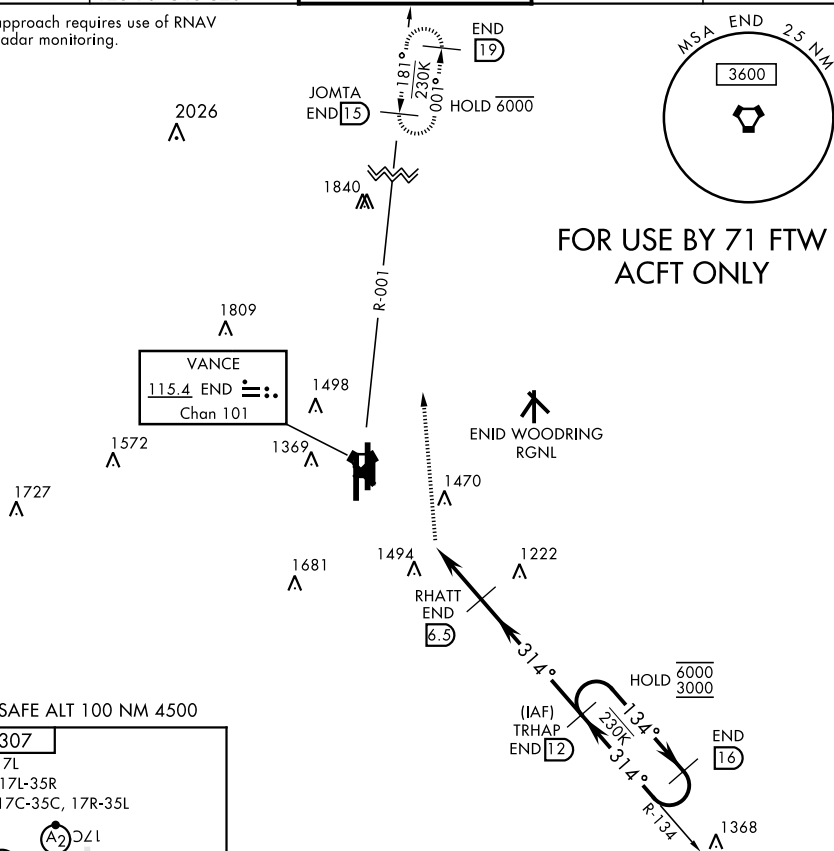 approach requires use of RNAV
adar monitoring.
END
19
181°
230K
001°
JOMTA
END 15
HOLD 6000
MSA END 25 NM
3600
2026
1840
FOR USE BY 71 FTW
ACFT ONLY
R-001
1809
VANCE
115.4 END
Chan 101
1498
ENID WOODRING
RGNL
1572
1369
1727
1470
1681
1494
1222
RHATT
END
6.5
314°
HOLD 6000
3000
(IAF)
TRHAP
END 12
230K
134°
314°
END
16
R-134
1368
SAFE ALT 100 NM 4500
307
7L
17L-35R
17C-35C, 17R-35L
A2
17C